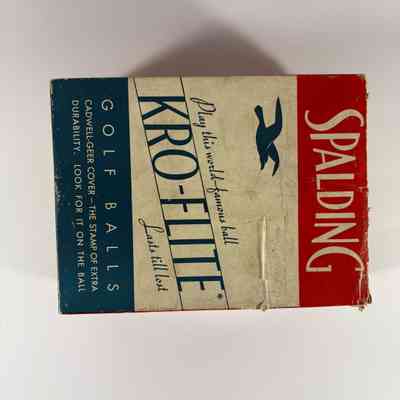 SPALDING
Play this world-famous ball
KRO-FLITE®
Lasts till lost
GOLF BALLS
CADWELL-GEER COVER—THE STAMP OF EXTRA
DURABILITY. LOOK FOR IT ON THE BALL